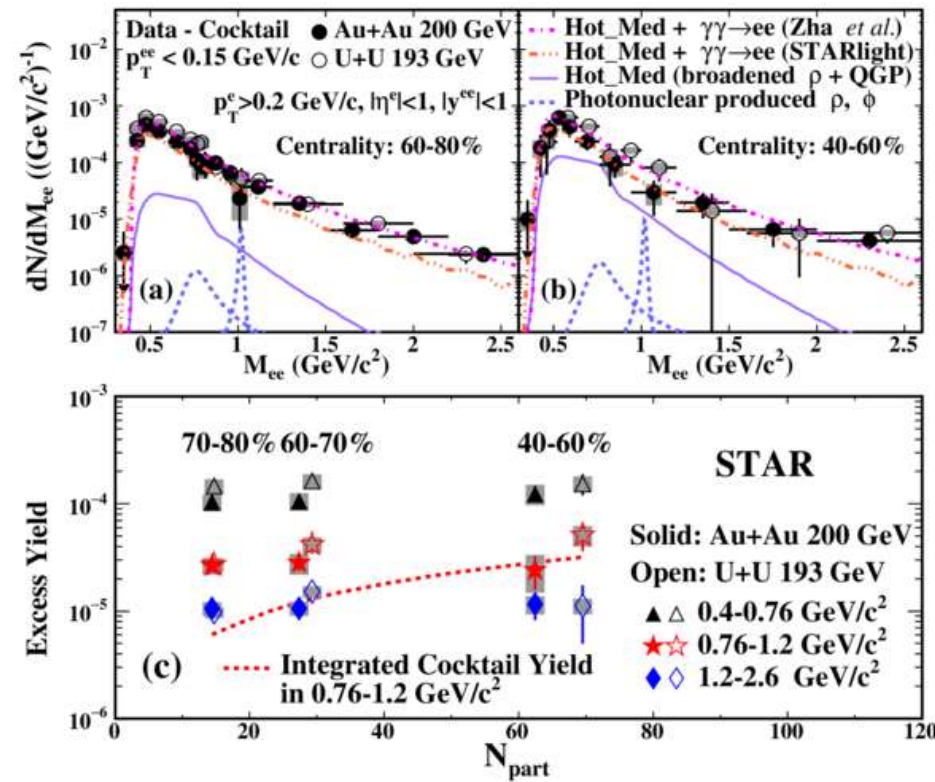 Data - Cocktail
● Au+Au 200 GeV
p_T^ee < 0.15 GeV/c
○ U+U 193 GeV
p_T^e>0.2 GeV/c, |η^e|<1, |y^ee|<1
Centrality: 60-80%
(a)
Hot_Med + γγ→ee (Zha et al.)
Hot_Med + γγ→ee (STARlight)
Hot_Med (broadened ρ + QGP)
Photonuclear produced ρ, ϕ
Centrality: 40-60%
(b)
dN/dM_ee ((GeV/c²)⁻¹)
10⁻²
10⁻³
10⁻⁴
10⁻⁵
10⁻⁶
10⁻⁷
0.5 1 1.5 2 2.5
0.5 1 1.5 2 2.5
M_ee (GeV/c²)
M_ee (GeV/c²)
10⁻³
10⁻⁴
10⁻⁵
10⁻⁶
Excess Yield
70-80% 60-70% 40-60%
STAR
Solid: Au+Au 200 GeV
Open: U+U 193 GeV
▲ △ 0.4-0.76 GeV/c²
★ ☆ 0.76-1.2 GeV/c²
◆ ◇ 1.2-2.6 GeV/c²
(c)
Integrated Cocktail Yield
in 0.76-1.2 GeV/c²
0 20 40 60 80 100 120
N_part